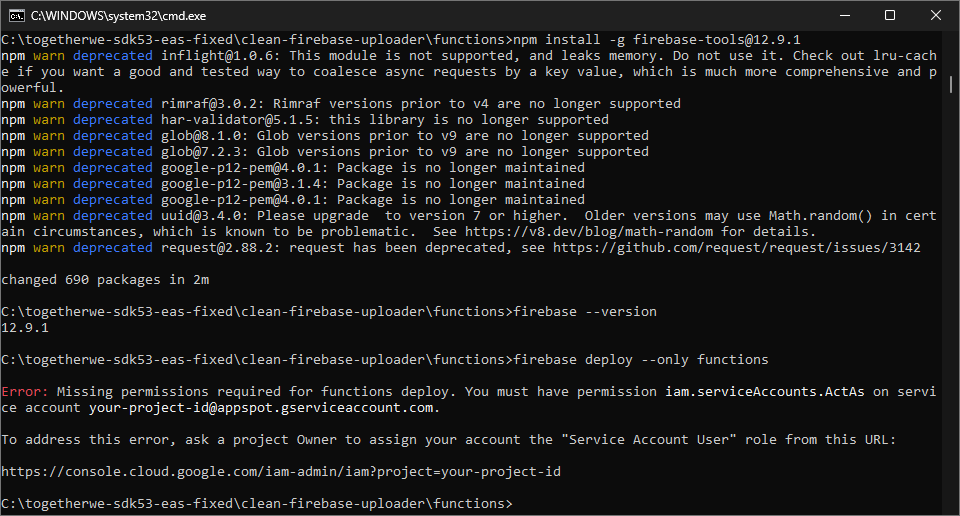 C:\WINDOWS\system32\cmd.exe
C:\togetherwe-sdk53-eas-fixed\clean-firebase-uploader\functions>npm install -g firebase-tools@12.9.1
npm warn deprecated inflight@1.0.6: This module is not supported, and leaks memory. Do not use it. Check out lru-cach
e if you want a good and tested way to coalesce async requests by a key value, which is much more comprehensive and p
owerful.
npm warn deprecated rimraf@3.0.2: Rimraf versions prior to v4 are no longer supported
npm warn deprecated har-validator@5.1.5: this library is no longer supported
npm warn deprecated glob@8.1.0: Glob versions prior to v9 are no longer supported
npm warn deprecated glob@7.2.3: Glob versions prior to v9 are no longer supported
npm warn deprecated google-p12-pem@4.0.1: Package is no longer maintained
npm warn deprecated google-p12-pem@3.1.4: Package is no longer maintained
npm warn deprecated google-p12-pem@4.0.1: Package is no longer maintained
npm warn deprecated uuid@3.4.0: Please upgrade  to version 7 or higher.  Older versions may use Math.random() in cert
ain circumstances, which is known to be problematic.  See https://v8.dev/blog/math-random for details.
npm warn deprecated request@2.88.2: request has been deprecated, see https://github.com/request/request/issues/3142
changed 690 packages in 2m
C:\togetherwe-sdk53-eas-fixed\clean-firebase-uploader\functions>firebase --version
12.9.1
C:\togetherwe-sdk53-eas-fixed\clean-firebase-uploader\functions>firebase deploy --only functions
Error: Missing permissions required for functions deploy. You must have permission iam.serviceAccounts.ActAs on servi
ce account your-project-id@appspot.gserviceaccount.com.
To address this error, ask a project Owner to assign your account the "Service Account User" role from this URL:
https://console.cloud.google.com/iam-admin/iam?project=your-project-id
C:\togetherwe-sdk53-eas-fixed\clean-firebase-uploader\functions>